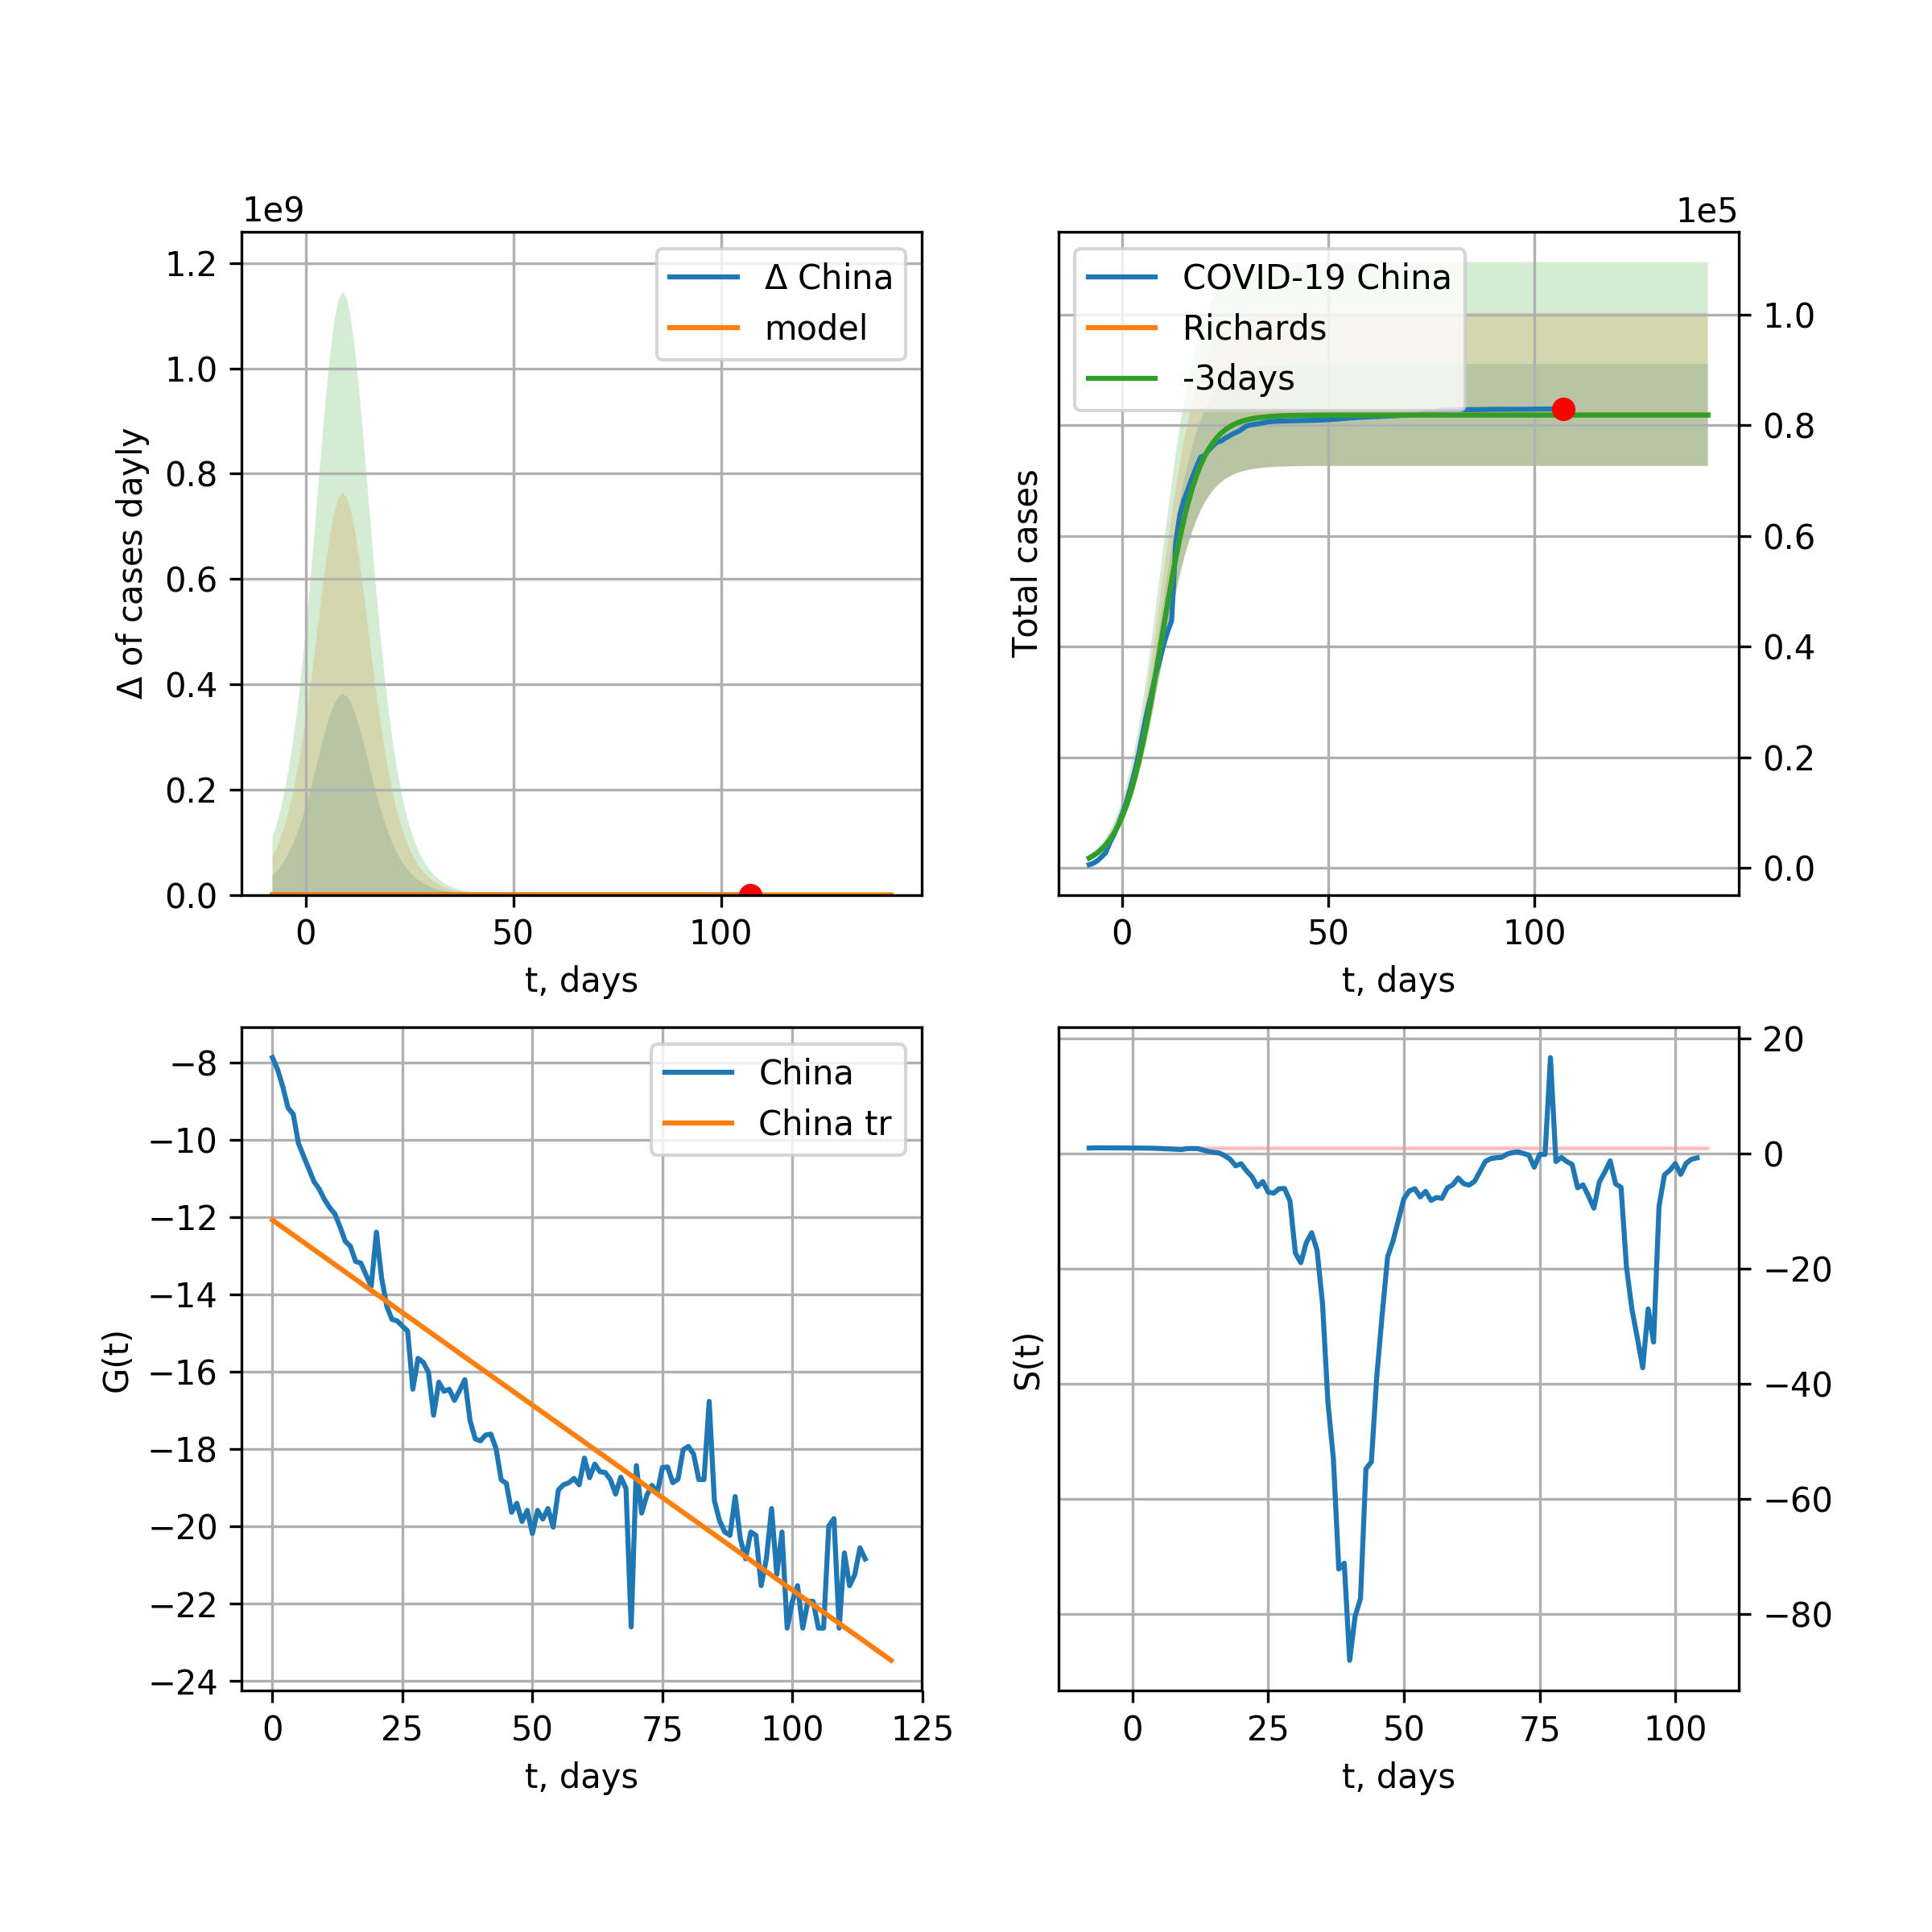 1e9
1.2
1.0
0.8
0.6
0.4
0.2
0.0
Δ of cases dayly
Δ China
model
0 50 100
t, days
1e5
COVID-19 China
Richards
-3days
Total cases
1.0
0.8
0.6
0.4
0.2
0.0
0 50 100
t, days
−8
−10
−12
−14
−16
−18
−20
−22
−24
G(t)
China
China tr
0 25 50 75 100 125
t, days
S(t)
20
0
−20
−40
−60
−80
0 25 50 75 100
t, days